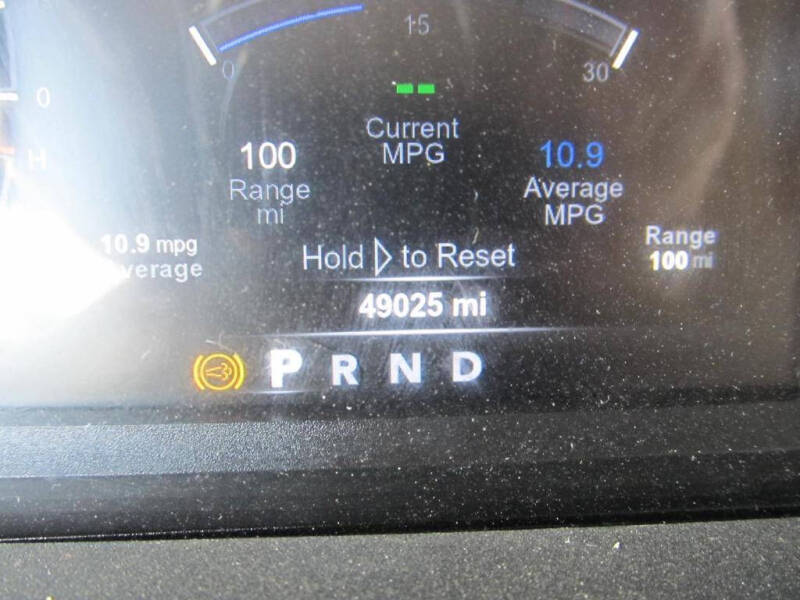 15
0
30
0
H
--
Current
MPG
100
Range
mi
10.9
Average
MPG
10.9 mpg
verage
Hold ▷ to Reset
Range
100 mi
49025 mi
P R N D